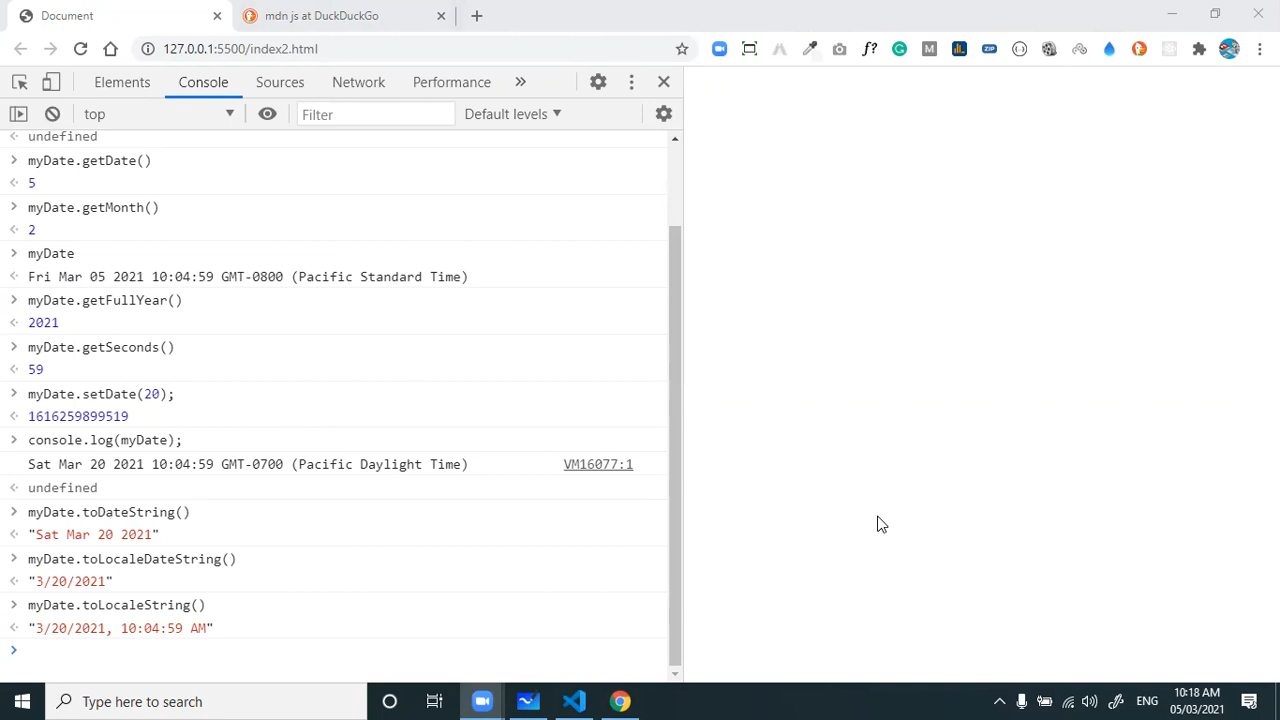 Document
mdn js at DuckDuckGo
127.0.0.1:5500/index2.html
f?
M
ZIP
Elements
Console
Sources
Network
Performance
top
Filter
Default levels
undefined
myDate.getDate()
5
myDate.getMonth()
2
myDate
Fri Mar 05 2021 10:04:59 GMT-0800 (Pacific Standard Time)
myDate.getFullYear()
2021
myDate.getSeconds()
59
myDate.setDate(20);
1616259899519
console.log(myDate);
Sat Mar 20 2021 10:04:59 GMT-0700 (Pacific Daylight Time) VM16077:1
undefined
myDate.toDateString()
"Sat Mar 20 2021"
myDate.toLocaleDateString()
"3/20/2021"
myDate.toLocaleString()
"3/20/2021, 10:04:59 AM"
Type here to search
ENG
10:18 AM
05/03/2021